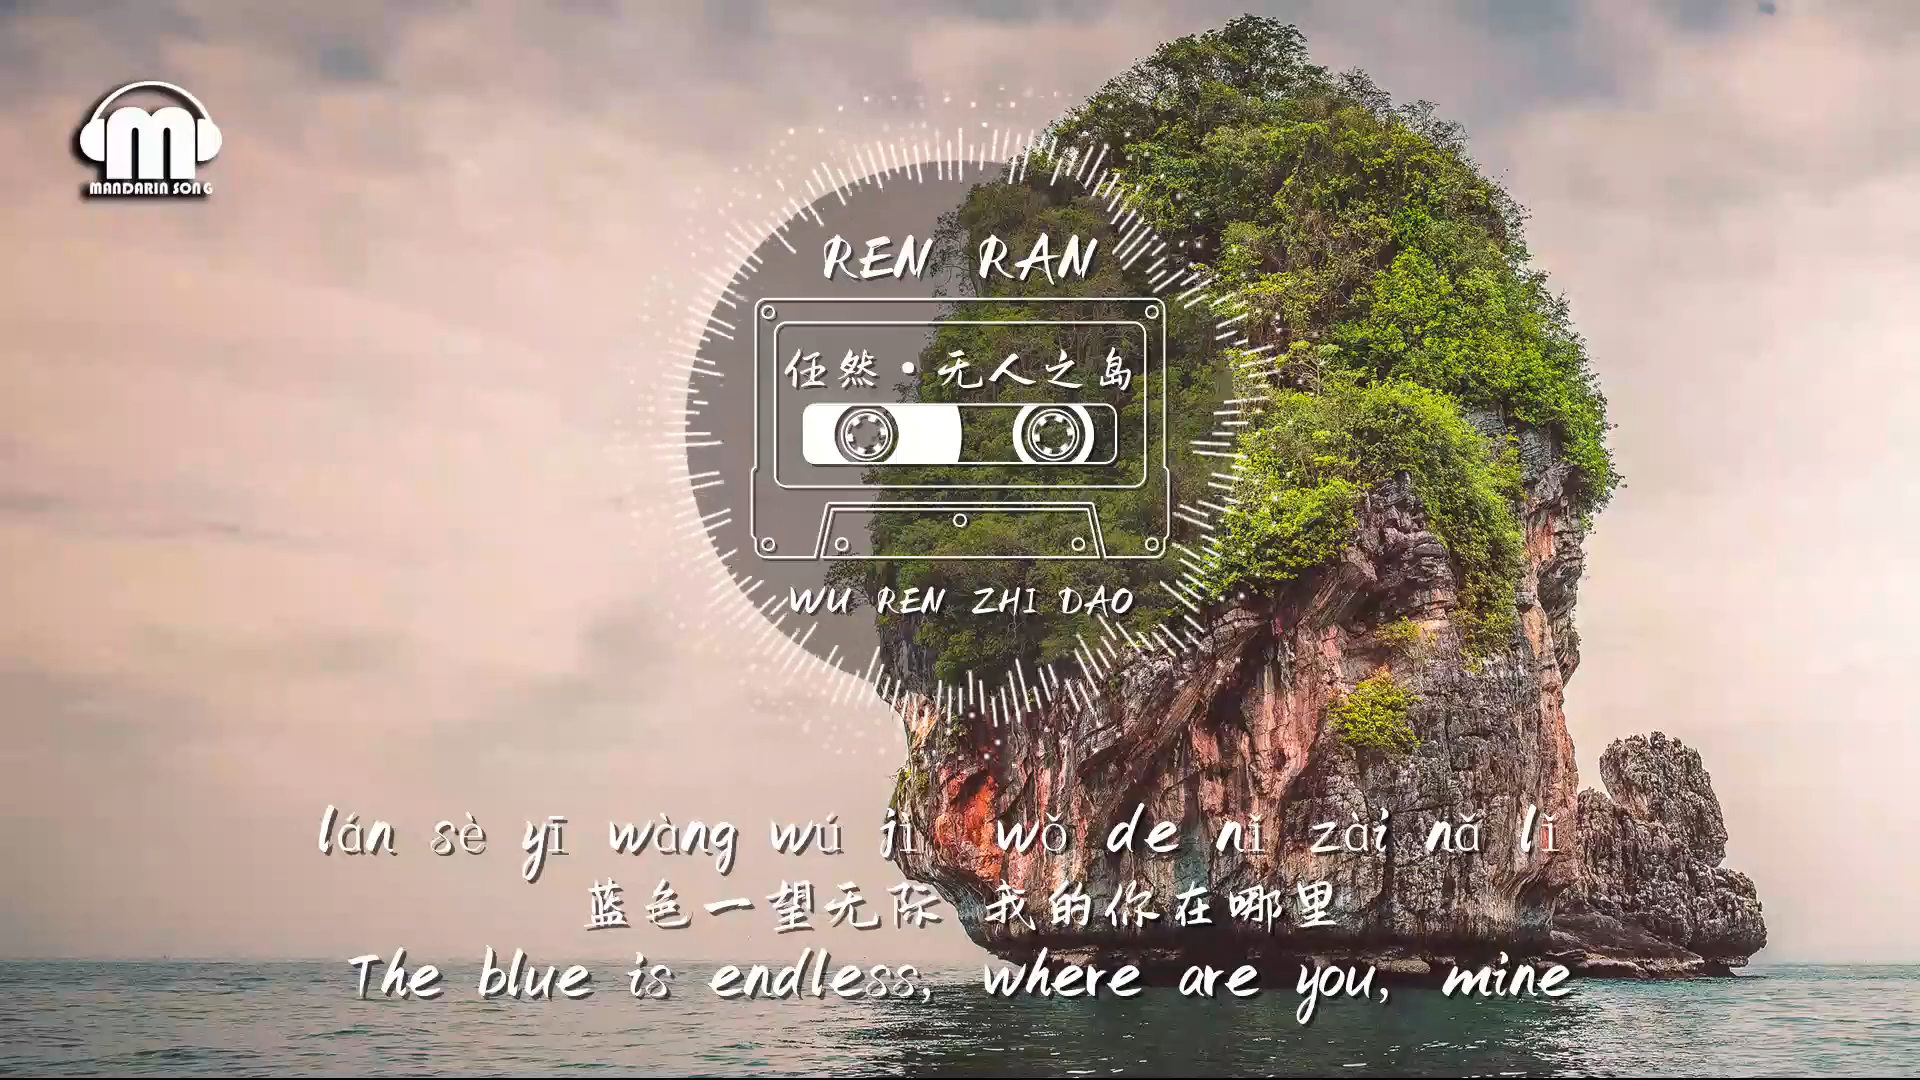 MANDARIN SONG
REN RAN
任然·无人之岛
WU REN ZHI DAO
lán sè yī wàng wú jì wǒ de nǐ zài nǎ lǐ
蓝色一望无际 我的你在哪里
The blue is endless, where are you, mine